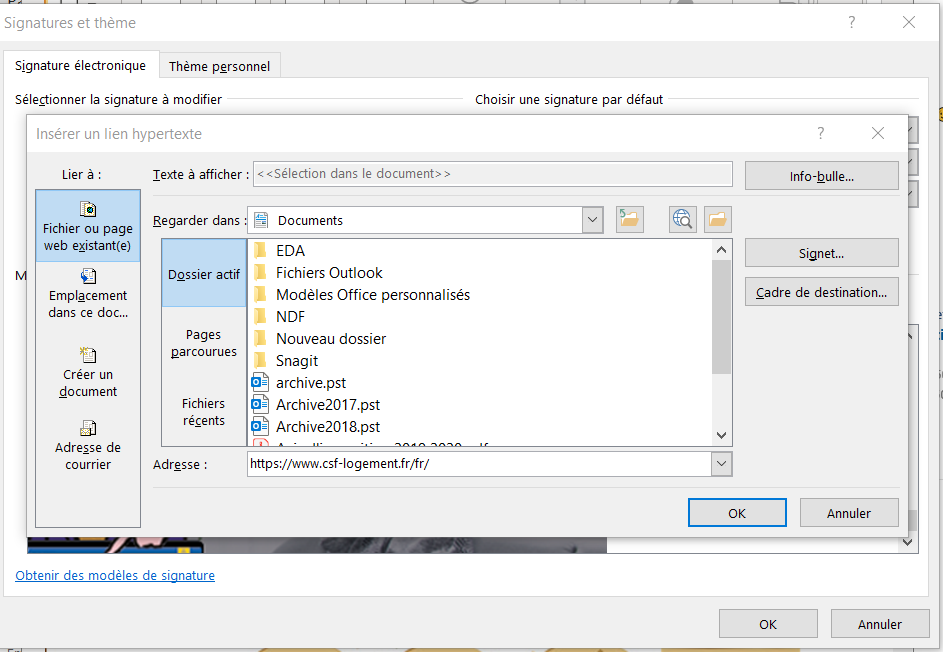 Signatures et thème
Signature électronique
Thème personnel
Sélectionner la signature à modifier
Choisir une signature par défaut
Insérer un lien hypertexte
Lier à :
Texte à afficher : <<Sélection dans le document>>
Info-bulle...
Fichier ou page
web existant(e)
Regarder dans : Documents
Dossier actif
EDA
Fichiers Outlook
Modèles Office personnalisés
NDF
Nouveau dossier
Snagit
archive.pst
Archive2017.pst
Archive2018.pst
Signet...
Cadre de destination...
Emplacement
dans ce doc...
Pages
parcourues
Créer un
document
Fichiers
récents
Adresse de
courrier
Adresse : https://www.csf-logement.fr/fr/
OK
Annuler
Obtenir des modèles de signature
OK
Annuler